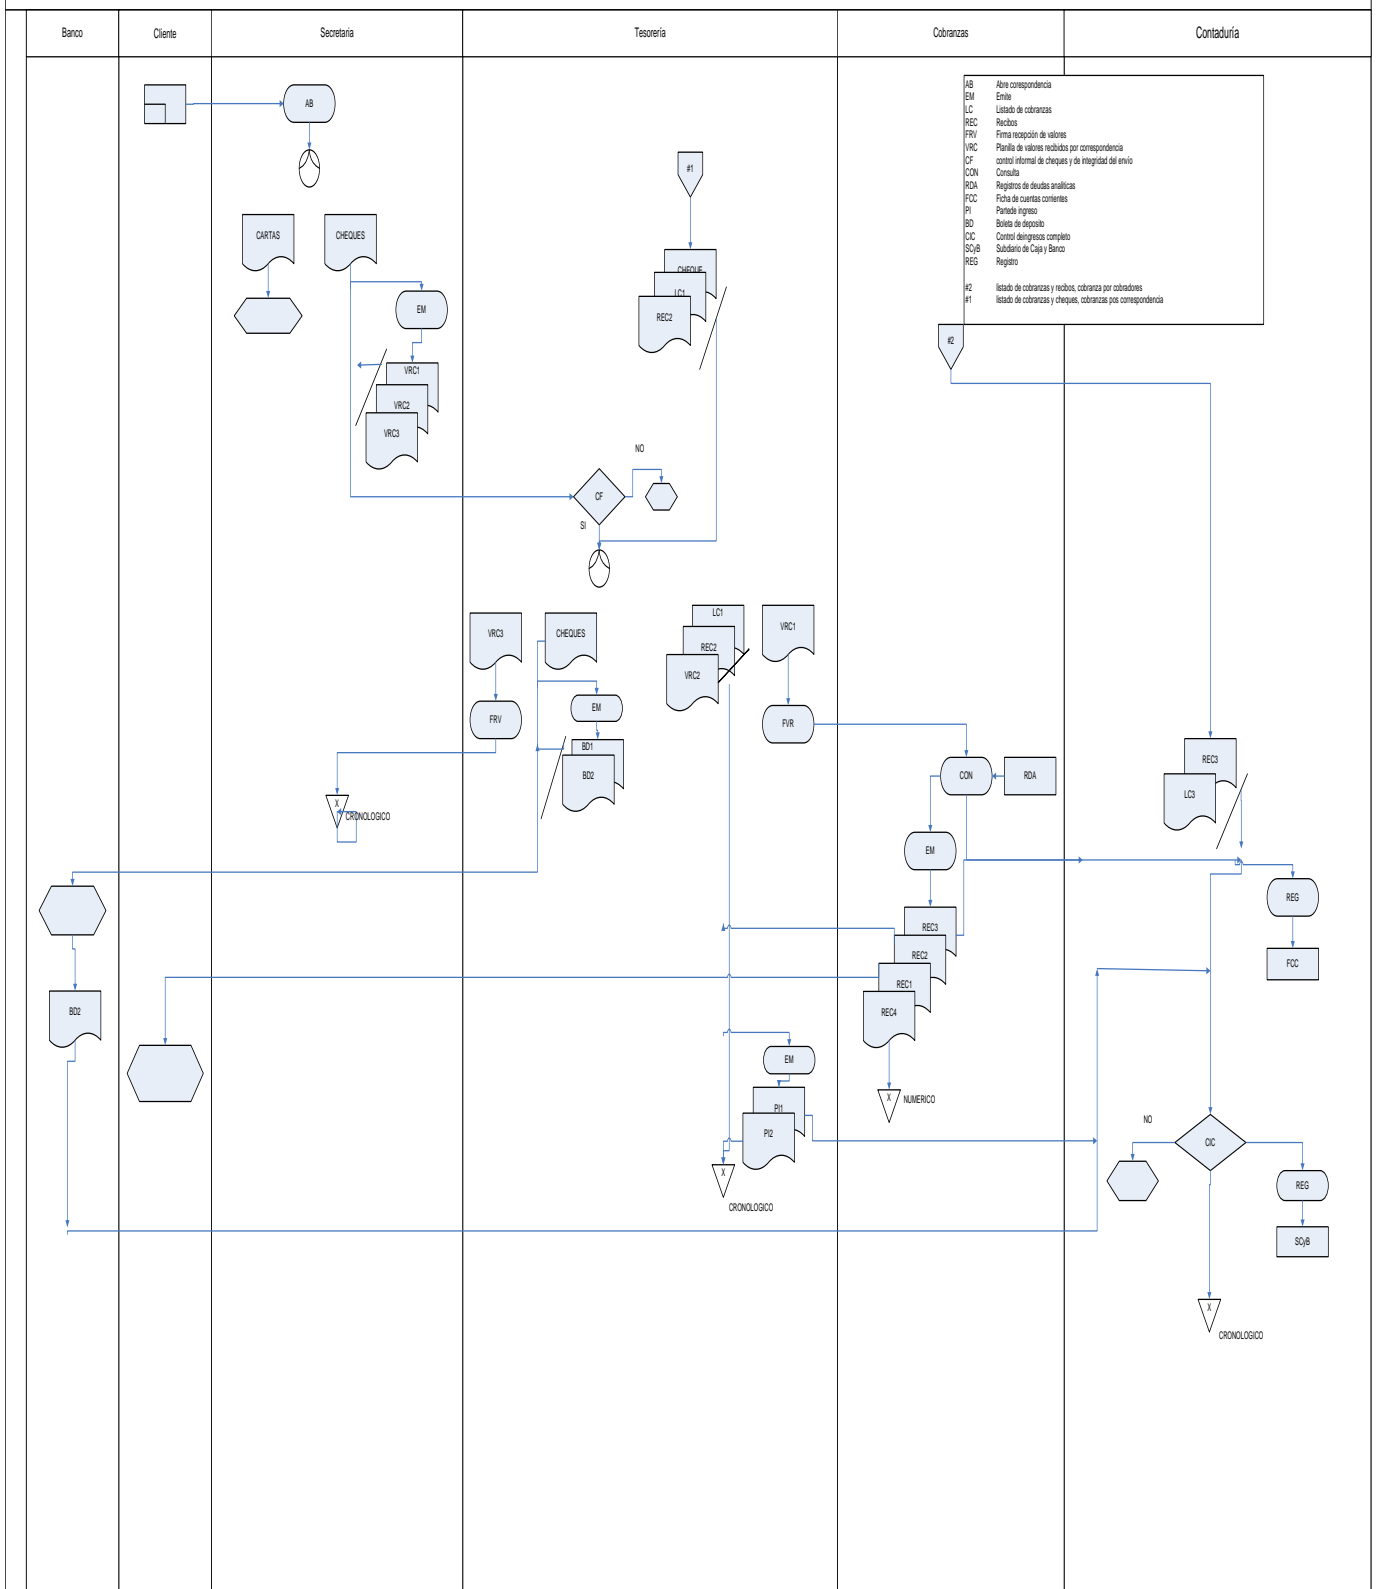 Banco
Cliente
Secretaria
Tesorería
Cobranzas
Contaduría
AB Abre corespondencia
EM Emite
LC Listado de cobranzas
REC Recibos
FRV Firma recepción de valores
VRC Planilla de valores recibidos por correspondencia
CF control informal de cheques y de integridad del envío
CON Consulta
RDA Registros de deudas analíticas
FCC Ficha de cuentas corrientes
PI Partede ingreso
BD Boleta de deposito
CIC Control deingresos completo
SCyB Subdiario de Caja y Banco
REG Registro
#2 listado de cobranzas y recibos, cobranza por cobradores
#1 listado de cobranzas y cheques, cobranzas pos correspondencia
AB
#1
CARTAS
CHEQUES
CHEQUE
LC1
REC2
EM
VRC1
VRC2
VRC3
#2
NO
CF
SI
VRC3
CHEQUES
LC1
REC2
VRC2
VRC1
FRV
EM
BD1
BD2
FVR
CON
RDA
REC3
LC3
X
CRONOLOGICO
EM
REG
FCC
REC3
REC2
REC1
REC4
BD2
EM
PI1
PI2
X
NUMERICO
X
CRONOLOGICO
NO
CIC
REG
SCyB
X
CRONOLOGICO